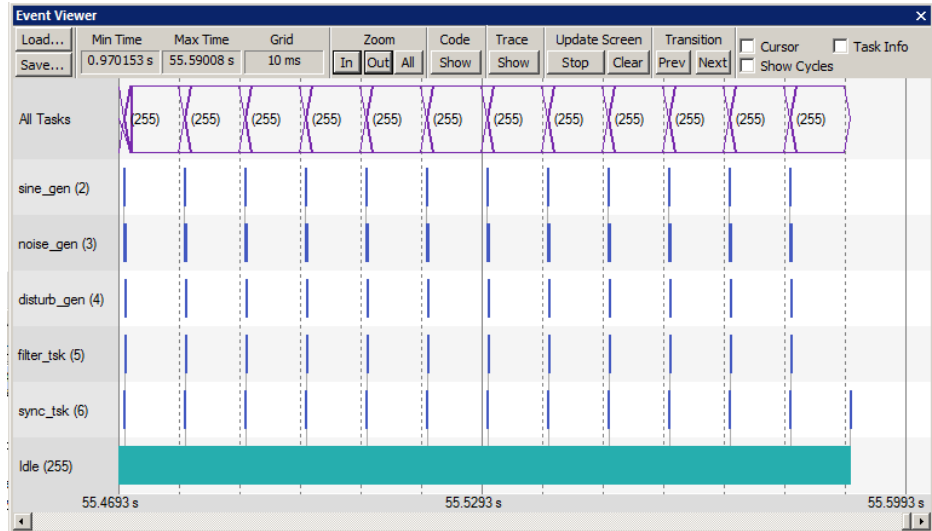 Event Viewer
Load... Min Time Max Time Grid Zoom Code Trace Update Screen Transition Cursor Task Info
Save... 0.970153 s 55.59008 s 10 ms In Out All Show Show Stop Clear Prev Next Show Cycles
All Tasks (255) (255) (255) (255) (255) (255) (255) (255) (255) (255) (255) (255)
sine_gen (2)
noise_gen (3)
disturb_gen (4)
filter_tsk (5)
sync_tsk (6)
Idle (255)
55.4693 s 55.5293 s 55.5993 s